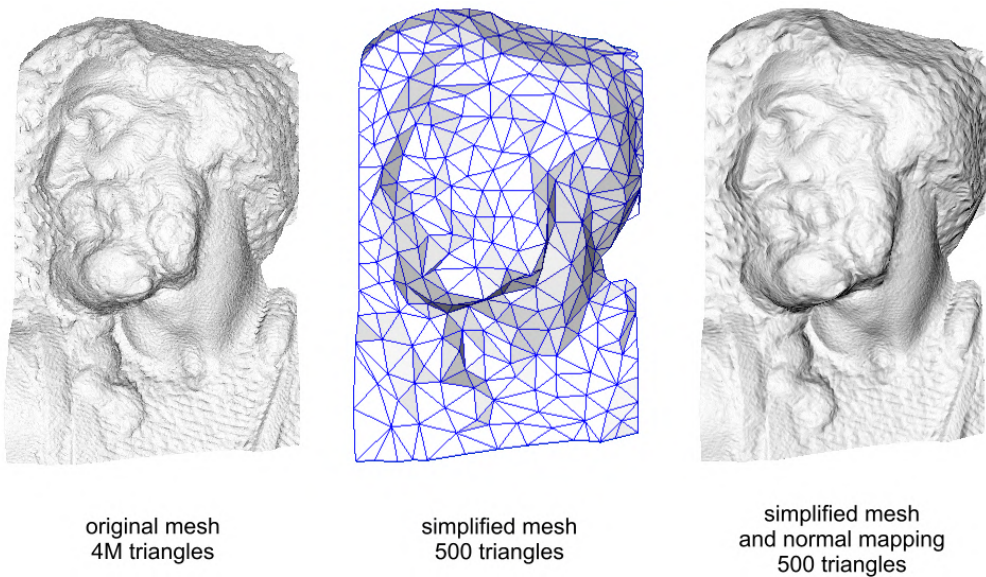 original mesh
4M triangles
simplified mesh
500 triangles
simplified mesh
and normal mapping
500 triangles